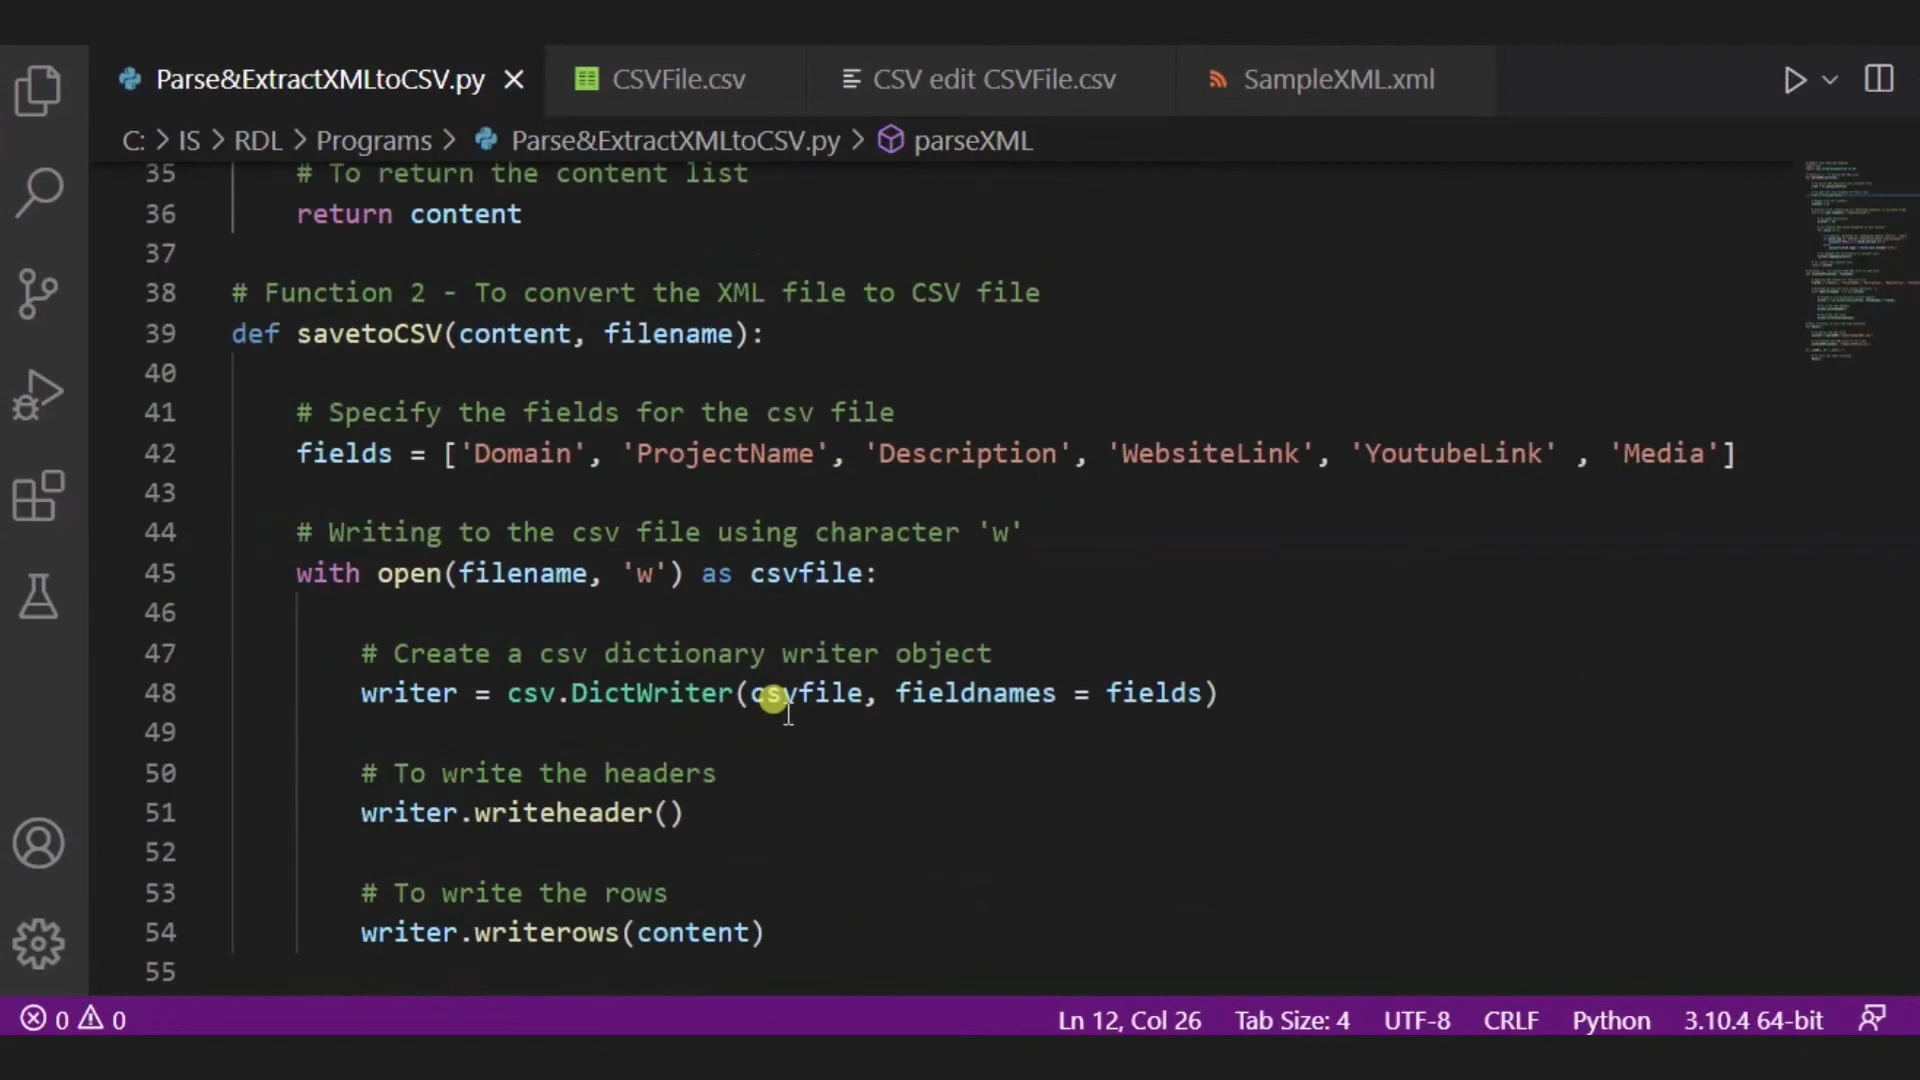 Parse&ExtractXMLtoCSV.py
CSVFile.csv
CSV edit CSVFile.csv
SampleXML.xml
C: > IS > RDL > Programs > Parse&ExtractXMLtoCSV.py > parseXML
35 # To return the content list
36 return content
37
38 # Function 2 - To convert the XML file to CSV file
39 def savetoCSV(content, filename):
40
41 # Specify the fields for the csv file
42 fields = ['Domain', 'ProjectName', 'Description', 'WebsiteLink', 'YoutubeLink' , 'Media']
43
44 # Writing to the csv file using character 'w'
45 with open(filename, 'w') as csvfile:
46
47 # Create a csv dictionary writer object
48 writer = csv.DictWriter(csvfile, fieldnames = fields)
49
50 # To write the headers
51 writer.writeheader()
52
53 # To write the rows
54 writer.writerows(content)
55
0 0 Ln 12, Col 26 Tab Size: 4 UTF-8 CRLF Python 3.10.4 64-bit